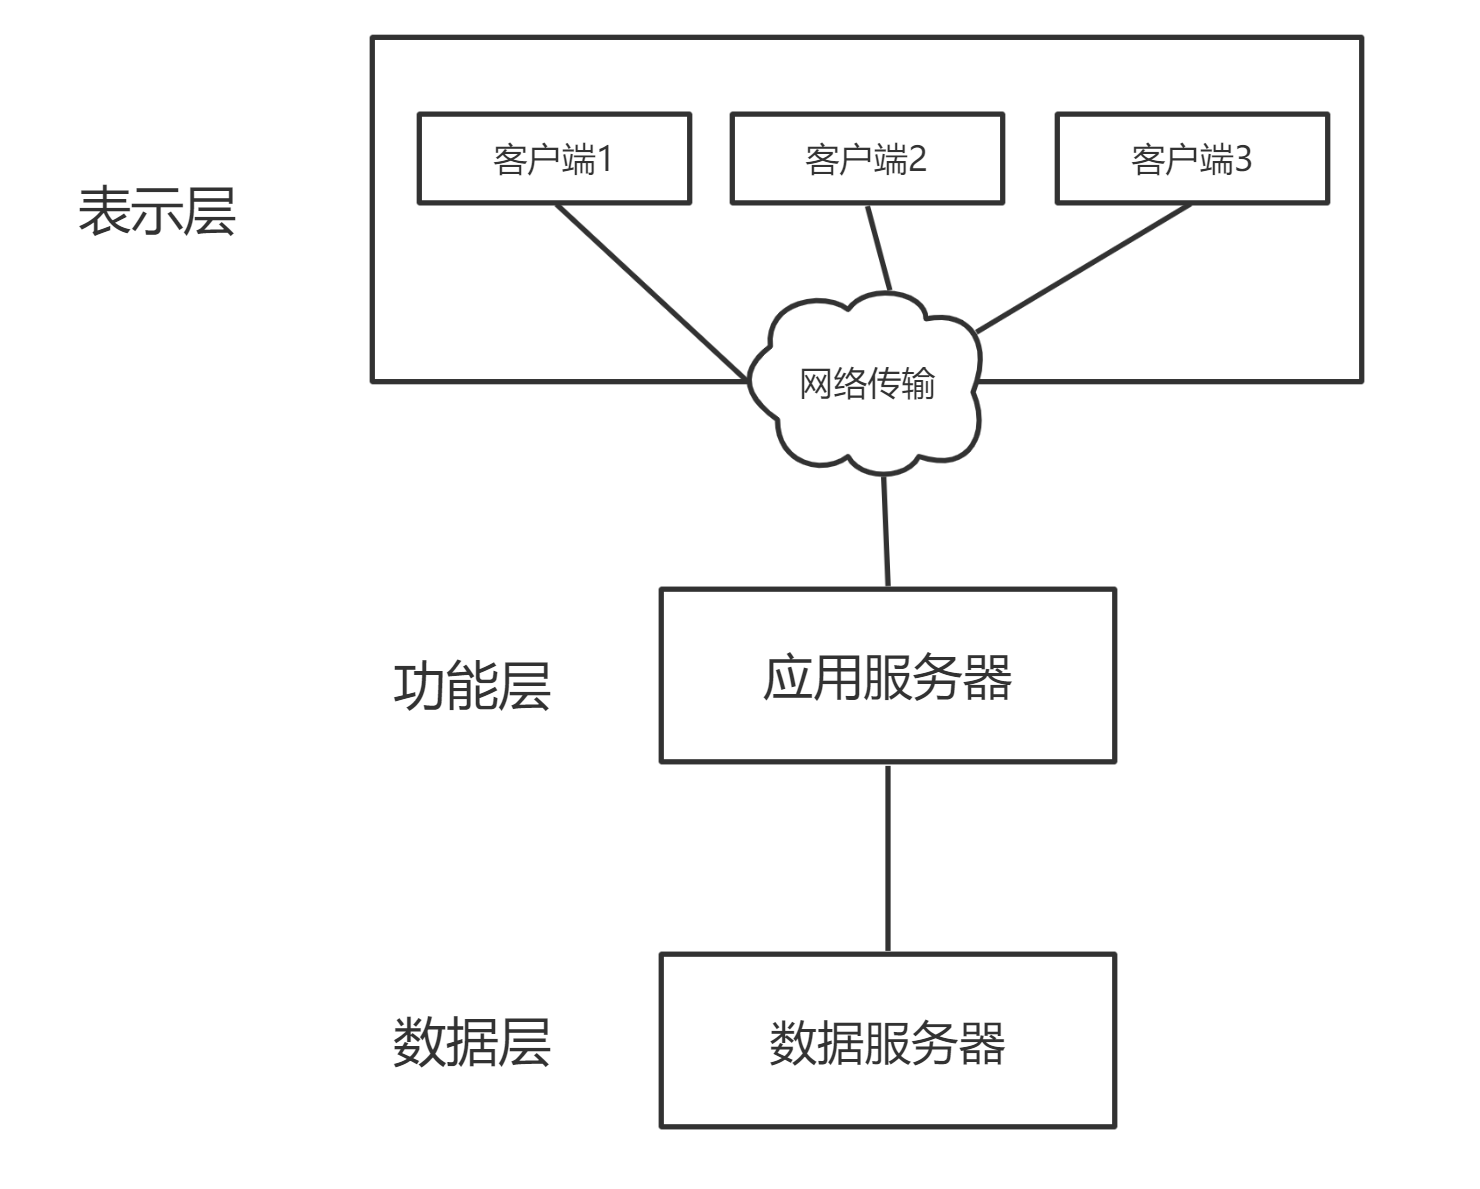 客户端1
客户端2
客户端3
表示层
网络传输
功能层
应用服务器
数据层
数据服务器